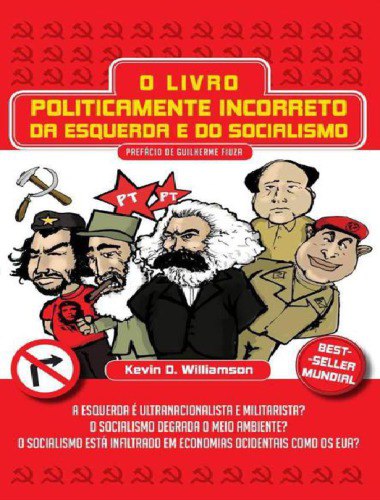 O LIVRO
POLITICAMENTE INCORRETO
DA ESQUERDA E DO SOCIALISMO
PREFÁCIO DE GUILHERME FIUZA
PT PT
Kevin D. Williamson
BEST-
-SELLER
MUNDIAL
A ESQUERDA É ULTRANACIONALISTA E MILITARISTA?
O SOCIALISMO DEGRADA O MEIO AMBIENTE?
O SOCIALISMO ESTÁ INFILTRADO EM ECONOMIAS OCIDENTAIS COMO OS EUA?